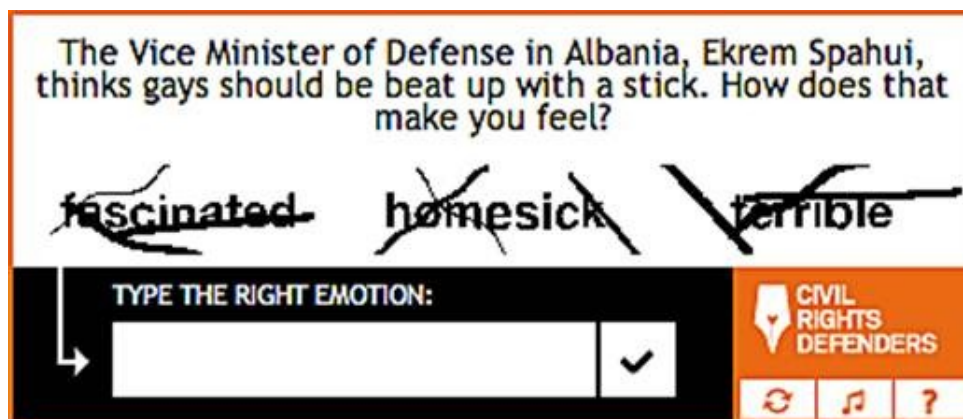 The Vice Minister of Defense in Albania, Ekrem Spahui,
thinks gays should be beat up with a stick. How does that
make you feel?
fascinated homesick terrible
TYPE THE RIGHT EMOTION:
CIVIL
RIGHTS
DEFENDERS
?